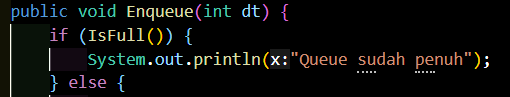 public void Enqueue(int dt) {
if (IsFull()) {
System.out.println(x:"Queue sudah penuh");
} else {